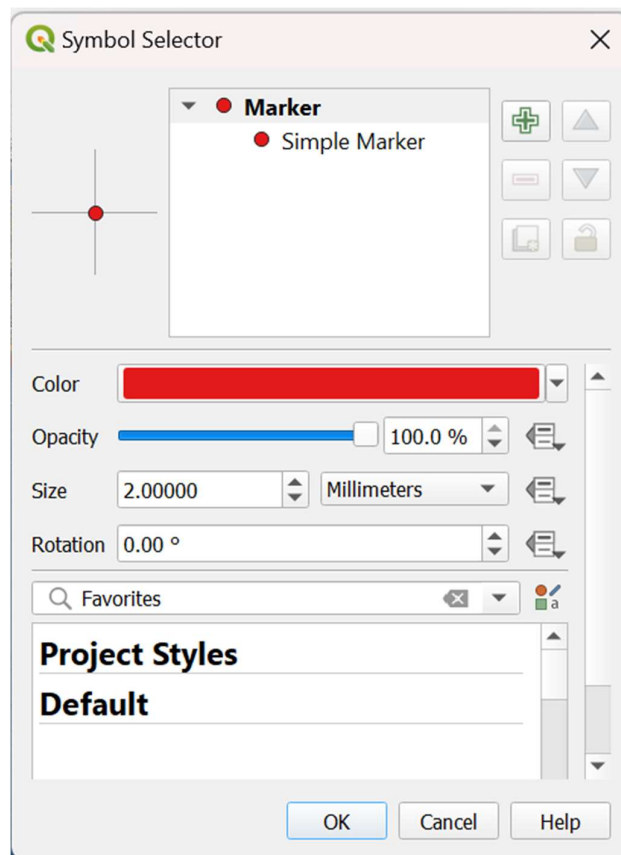 Symbol Selector
Marker
Simple Marker
Color
Opacity 100.0 %
Size 2.00000 Millimeters
Rotation 0.00 °
Favorites
a
Project Styles
Default
OK Cancel Help